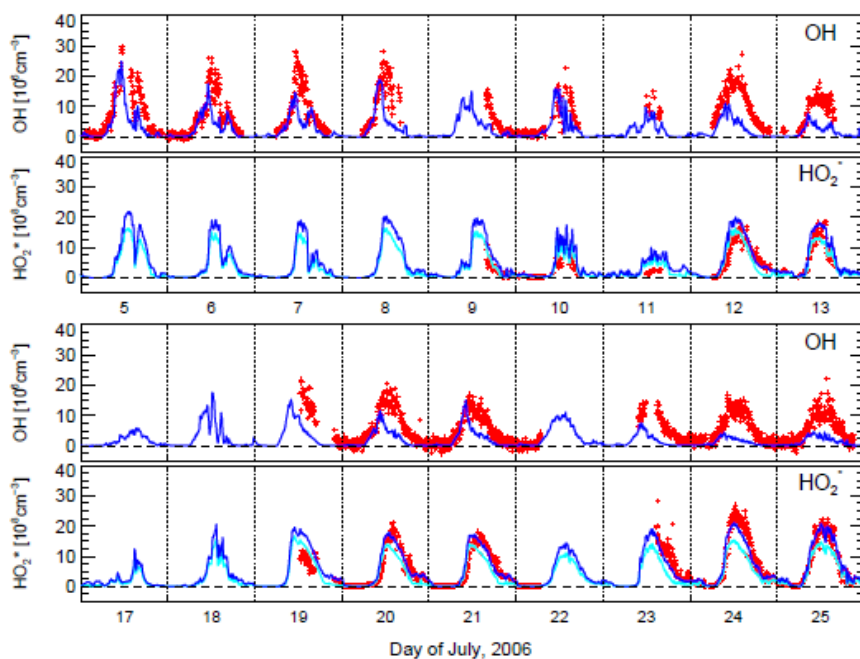 OH
OH [10⁶cm⁻³]
40
30
20
10
0
HO₂*
HO₂* [10⁸cm⁻³]
40
30
20
10
0
5 6 7 8 9 10 11 12 13
OH
OH [10⁶cm⁻³]
40
30
20
10
0
HO₂*
HO₂* [10⁸cm⁻³]
40
30
20
10
0
17 18 19 20 21 22 23 24 25
Day of July, 2006